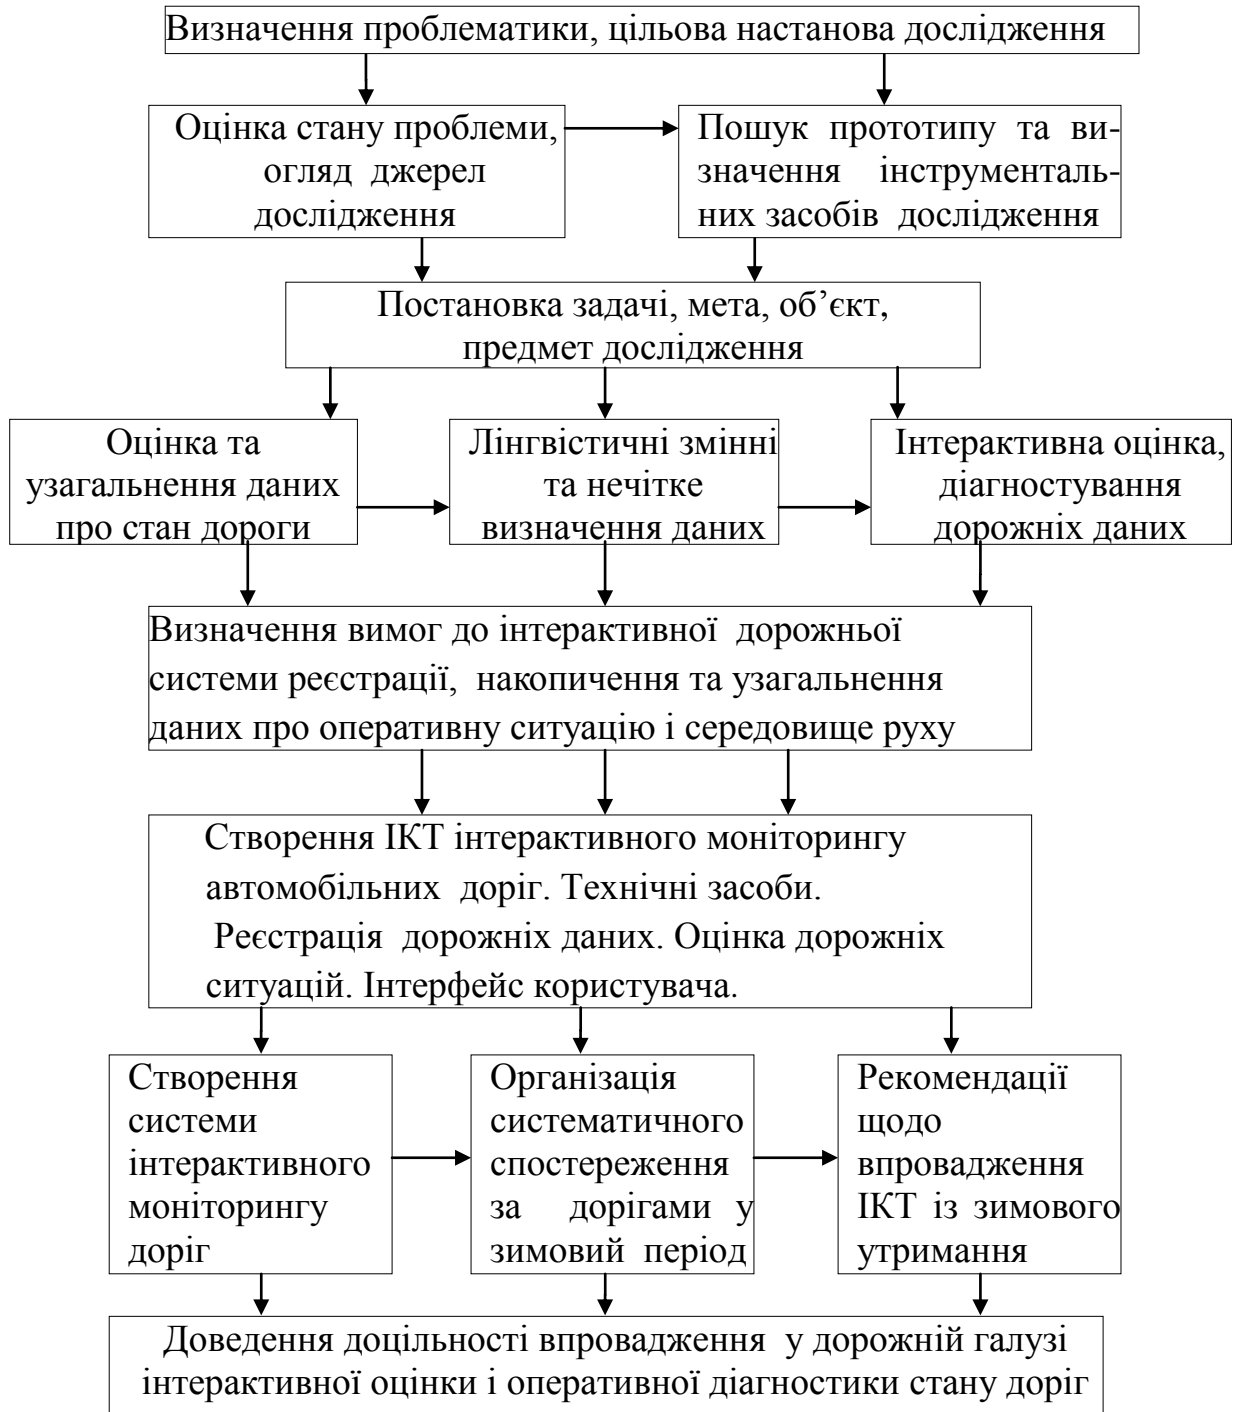 Визначення проблематики, цільова настанова дослідження
Оцінка стану проблеми,
огляд джерел
дослідження
Пошук прототипу та ви-
значення інструменталь-
них засобів дослідження
Постановка задачі, мета, об’єкт,
предмет дослідження
Оцінка та
узагальнення даних
про стан дороги
Лінгвістичні змінні
та нечітке
визначення даних
Інтерактивна оцінка,
діагностування
дорожніх даних
Визначення вимог до інтерактивної дорожньої
системи реєстрації, накопичення та узагальнення
даних про оперативну ситуацію і середовище руху
Створення ІКТ інтерактивного моніторингу
автомобільних доріг. Технічні засоби.
Реєстрація дорожніх даних. Оцінка дорожніх
ситуацій. Інтерфейс користувача.
Створення
системи
інтерактивного
моніторингу
доріг
Організація
систематичного
спостереження
за дорігами у
зимовий період
Рекомендації
щодо
впровадження
ІКТ із зимового
утримання
Доведення доцільності впровадження у дорожній галузі
інтерактивної оцінки і оперативної діагностики стану доріг